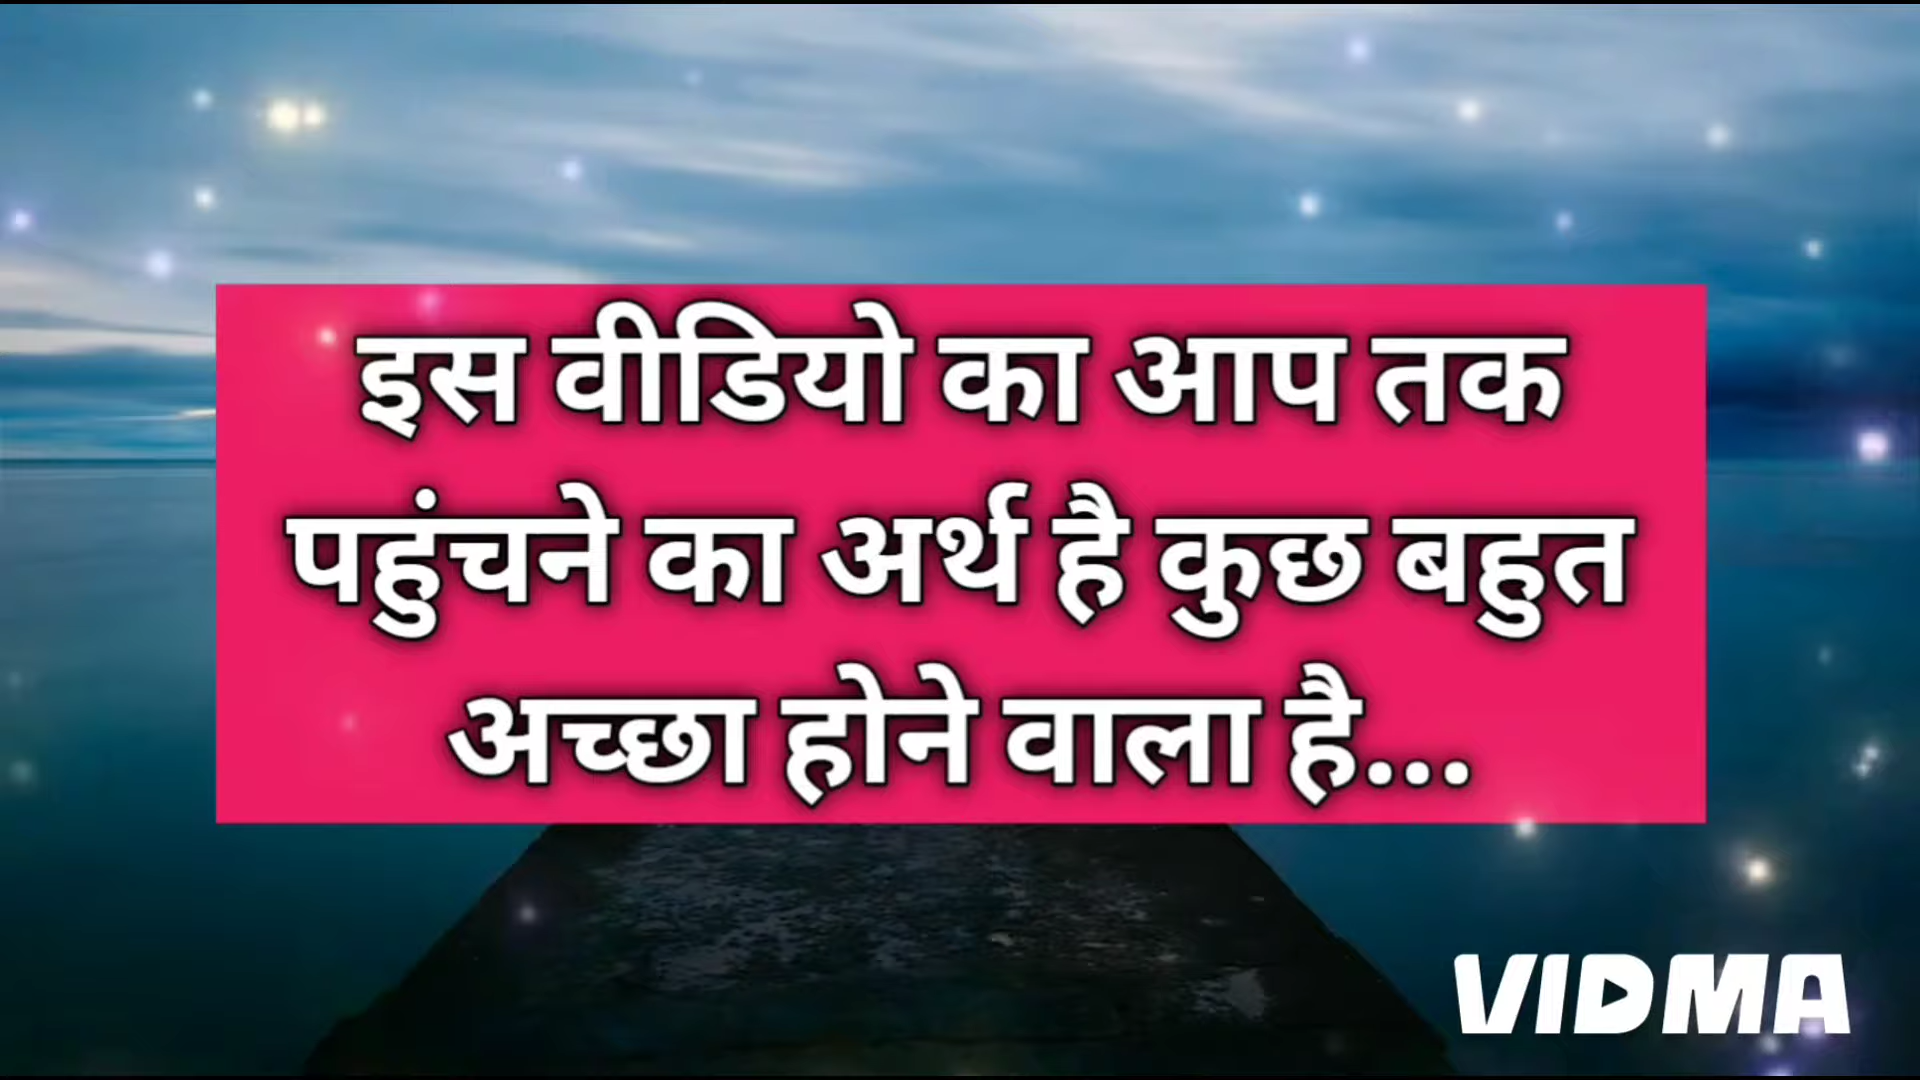 इस वीडियो का आप तक
पहुंचने का अर्थ है कुछ बहुत
अच्छा होने वाला है...
VIDMA